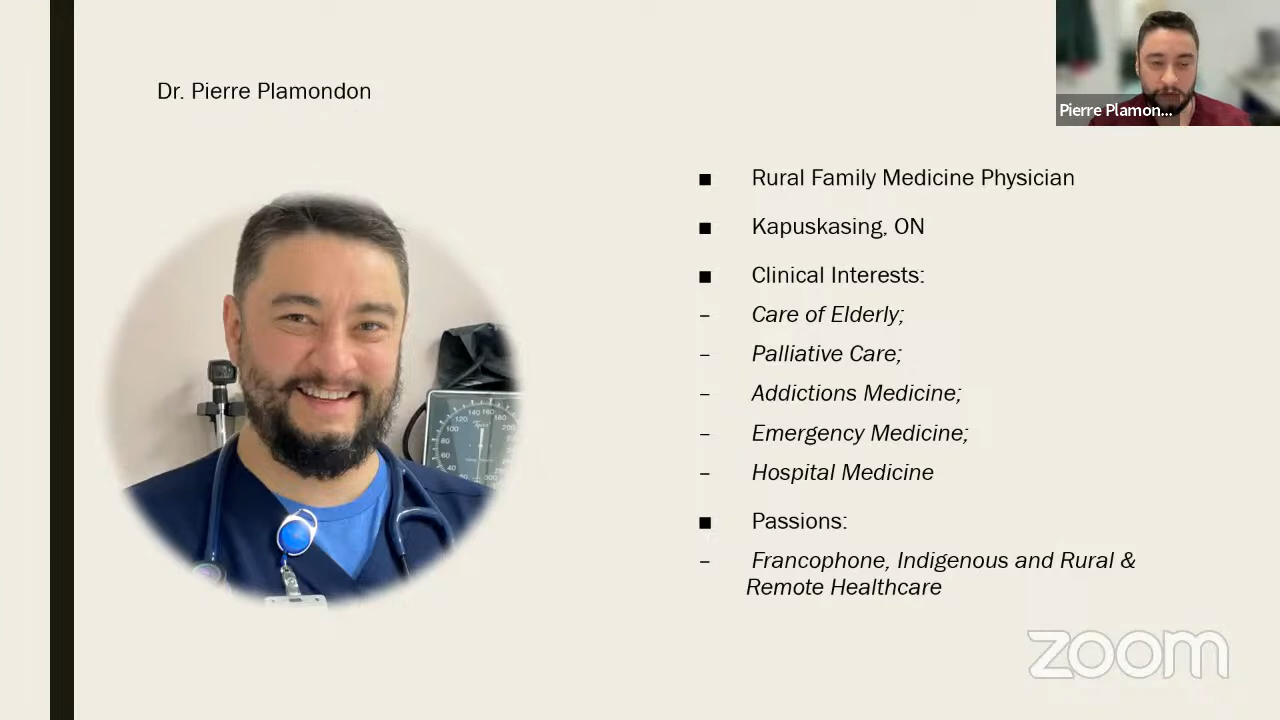 Dr. Pierre Plamondon
Pierre Plamon...
■ Rural Family Medicine Physician
■ Kapuskasing, ON
■ Clinical Interests:
– Care of Elderly;
– Palliative Care;
– Addictions Medicine;
– Emergency Medicine;
– Hospital Medicine
■ Passions:
– Francophone, Indigenous and Rural &
Remote Healthcare
zoom